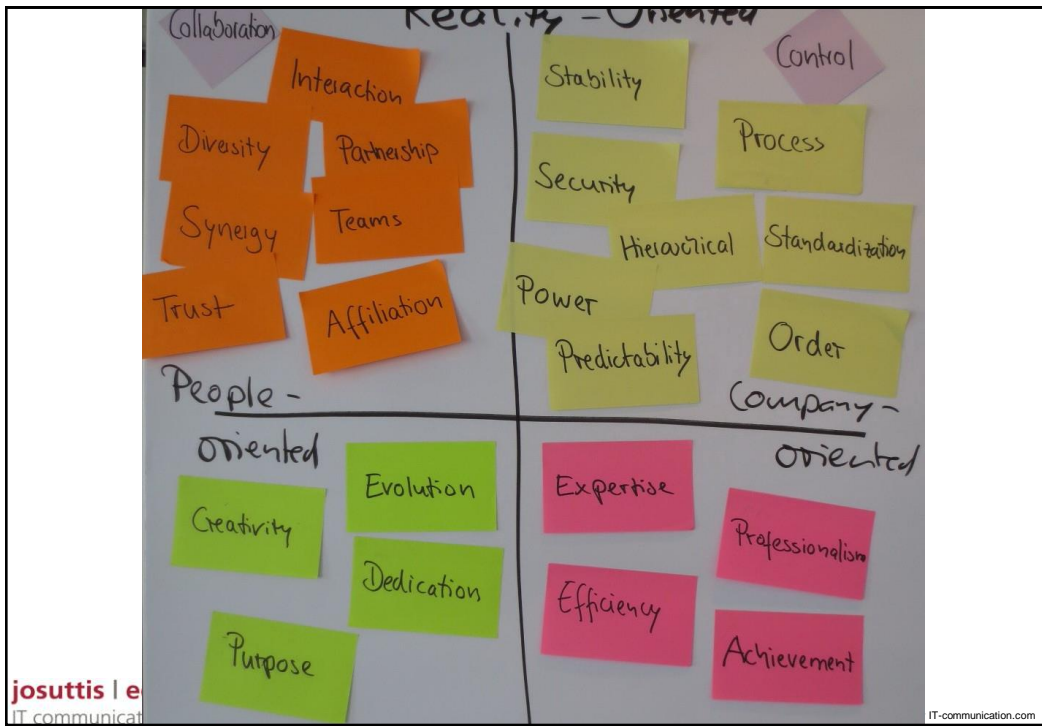 Reality - Oriented
Collaboration
Interaction
Diversity
Partnership
Synergy
Teams
Trust
Affiliation
Stability
Control
Process
Security
Hierarchical
Standardization
Power
Predictability
Order
People -
oriented
Company -
oriented
Creativity
Evolution
Dedication
Purpose
Expertise
Professionalism
Efficiency
Achievement
josuttis | e
IT communicat
IT-communication.com